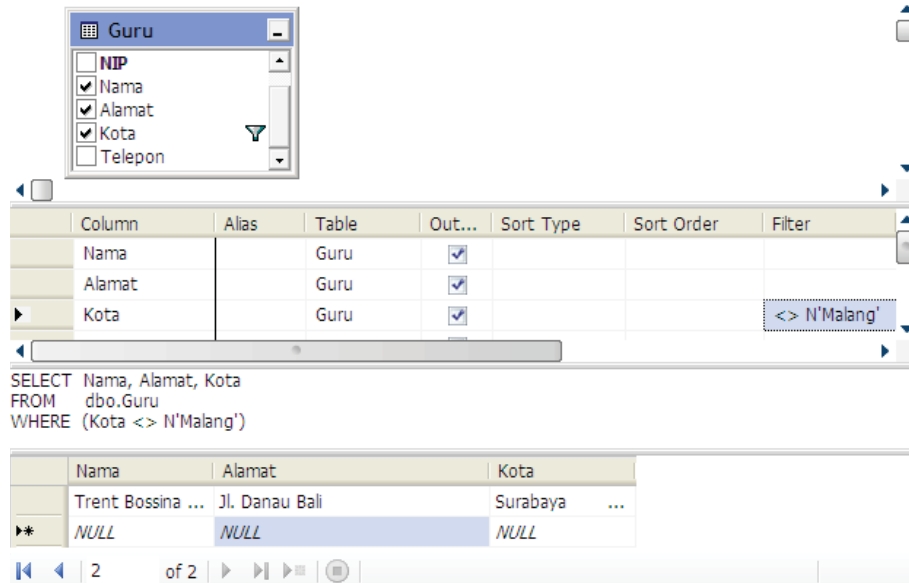 Guru
NIP
Nama
Alamat
Kota
Telepon
Column Alias Table Out... Sort Type Sort Order Filter
Nama Guru
Alamat Guru
Kota Guru <> N'Malang'
SELECT Nama, Alamat, Kota
FROM dbo.Guru
WHERE (Kota <> N'Malang')
Nama Alamat Kota
Trent Bossina ... Jl. Danau Bali Surabaya ...
NULL NULL NULL
2 of 2